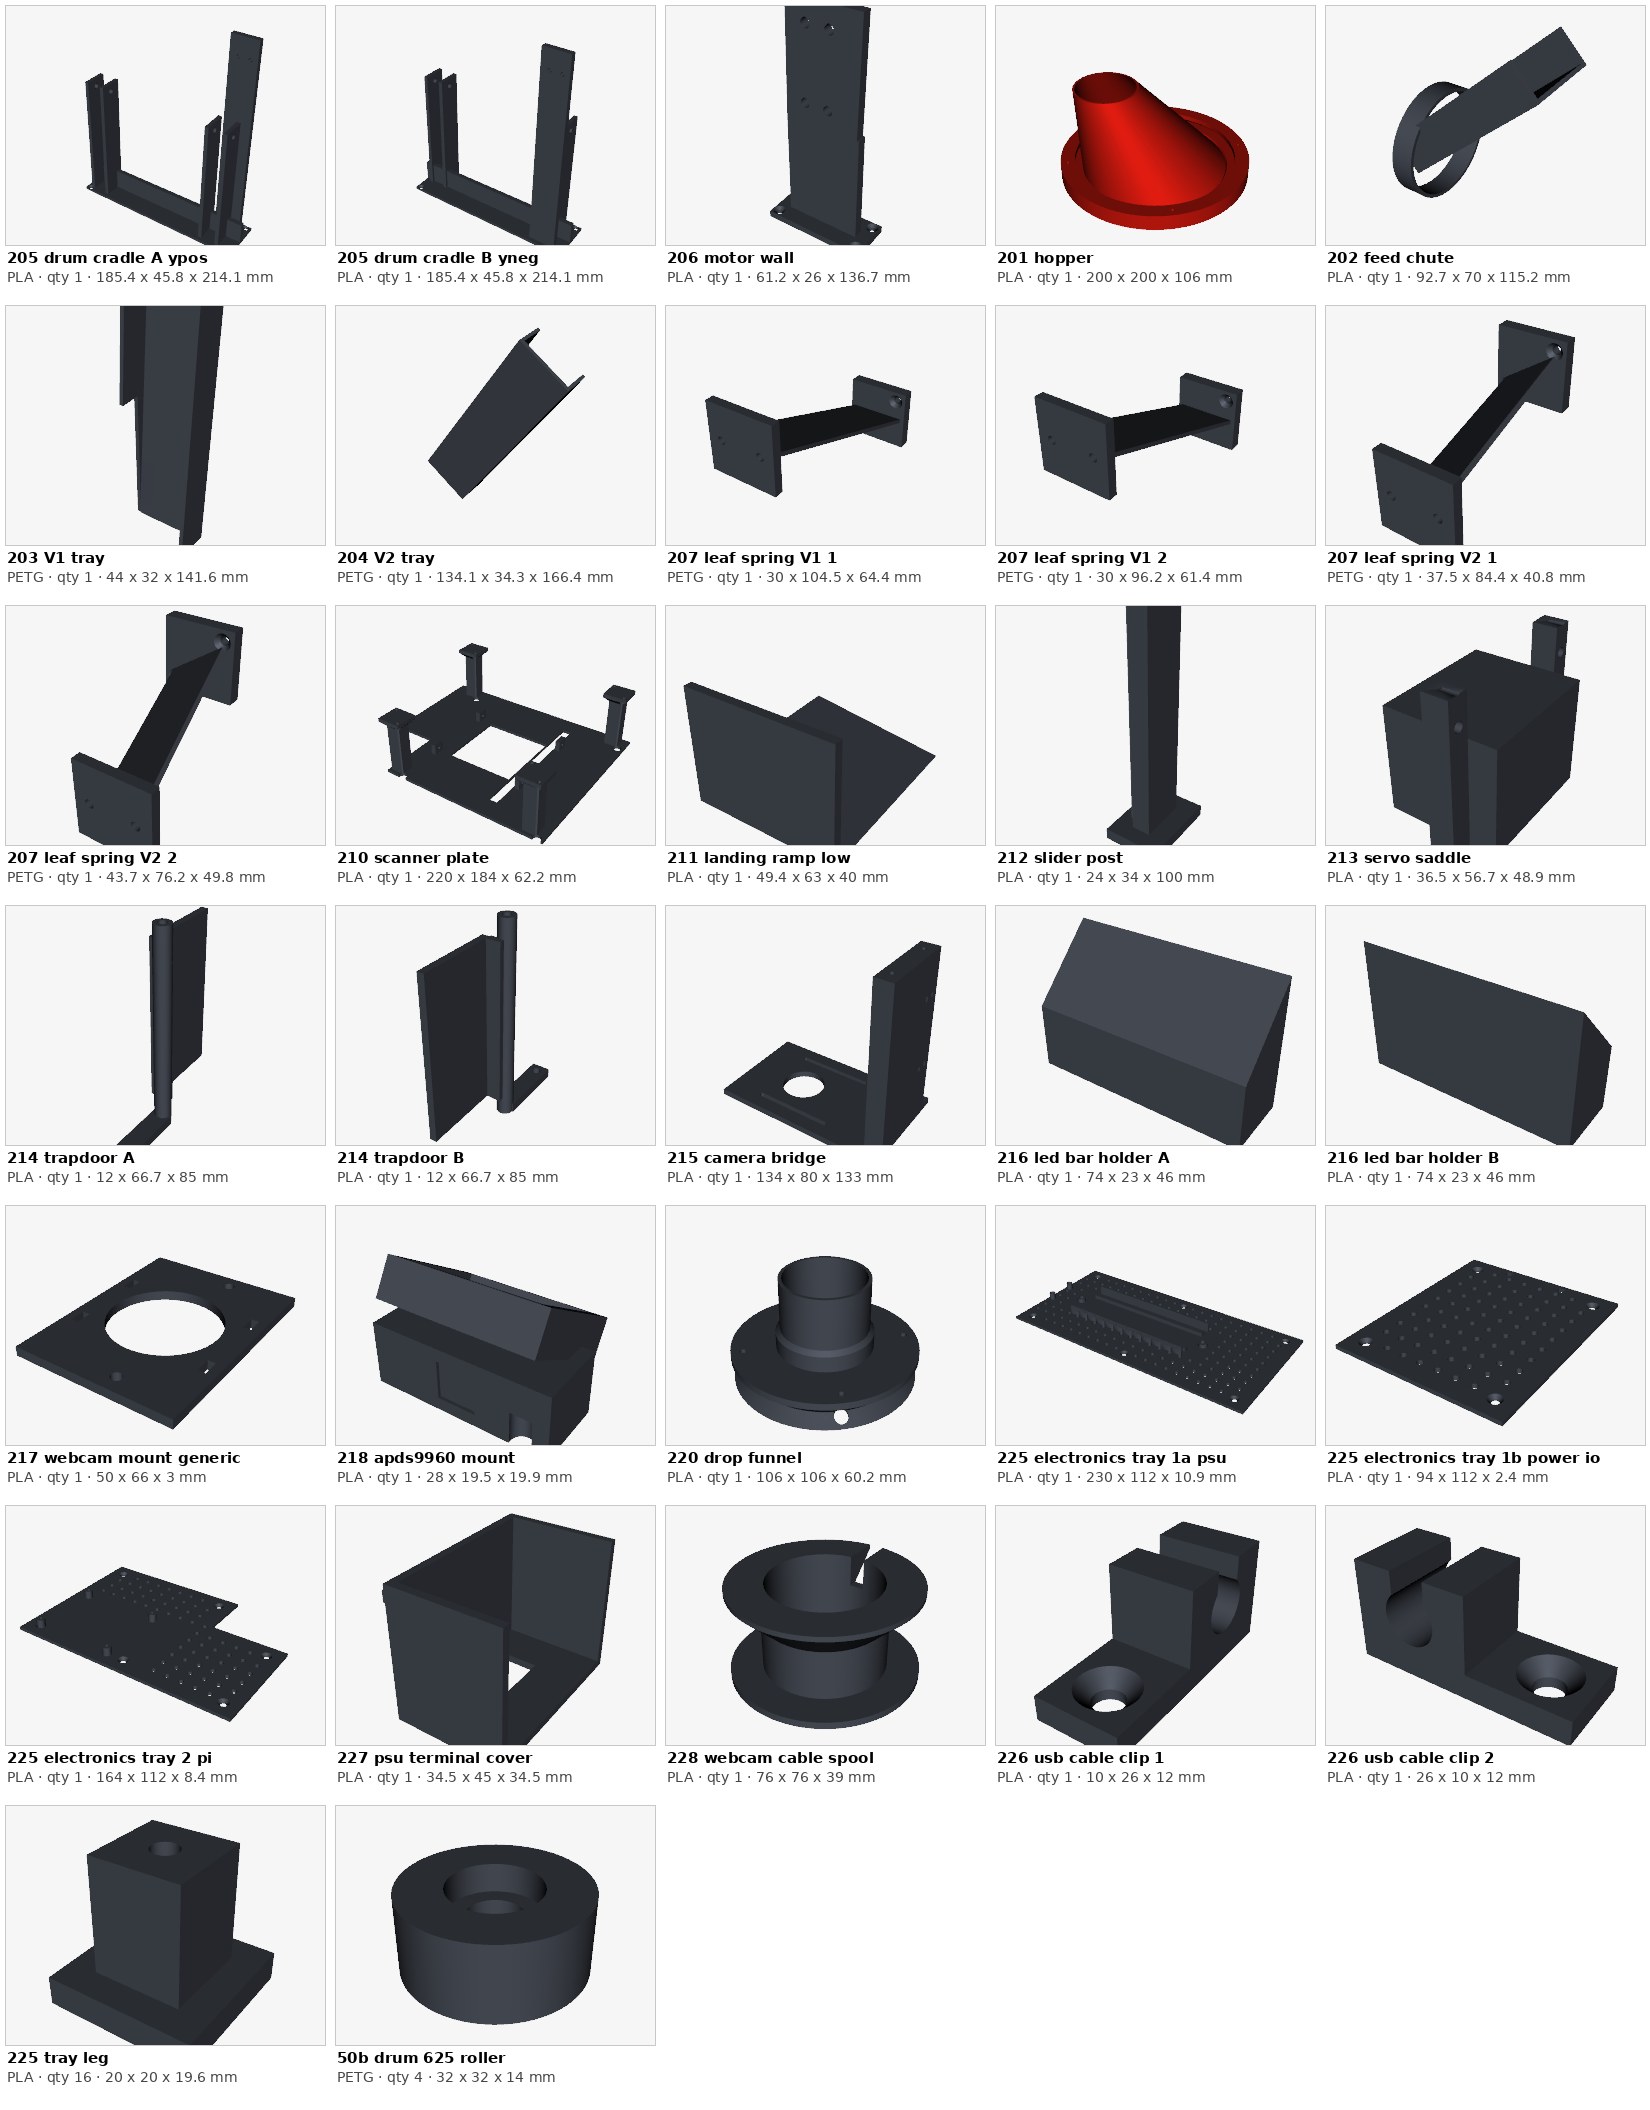 205 drum cradle A ypos
PLA · qty 1 · 185.4 x 45.8 x 214.1 mm
205 drum cradle B yneg
PLA · qty 1 · 185.4 x 45.8 x 214.1 mm
206 motor wall
PLA · qty 1 · 61.2 x 26 x 136.7 mm
201 hopper
PLA · qty 1 · 200 x 200 x 106 mm
202 feed chute
PLA · qty 1 · 92.7 x 70 x 115.2 mm
203 V1 tray
PETG · qty 1 · 44 x 32 x 141.6 mm
204 V2 tray
PETG · qty 1 · 134.1 x 34.3 x 166.4 mm
207 leaf spring V1 1
PETG · qty 1 · 30 x 104.5 x 64.4 mm
207 leaf spring V1 2
PETG · qty 1 · 30 x 96.2 x 61.4 mm
207 leaf spring V2 1
PETG · qty 1 · 37.5 x 84.4 x 40.8 mm
207 leaf spring V2 2
PETG · qty 1 · 43.7 x 76.2 x 49.8 mm
210 scanner plate
PLA · qty 1 · 220 x 184 x 62.2 mm
211 landing ramp low
PLA · qty 1 · 49.4 x 63 x 40 mm
212 slider post
PLA · qty 1 · 24 x 34 x 100 mm
213 servo saddle
PLA · qty 1 · 36.5 x 56.7 x 48.9 mm
214 trapdoor A
PLA · qty 1 · 12 x 66.7 x 85 mm
214 trapdoor B
PLA · qty 1 · 12 x 66.7 x 85 mm
215 camera bridge
PLA · qty 1 · 134 x 80 x 133 mm
216 led bar holder A
PLA · qty 1 · 74 x 23 x 46 mm
216 led bar holder B
PLA · qty 1 · 74 x 23 x 46 mm
217 webcam mount generic
PLA · qty 1 · 50 x 66 x 3 mm
218 apds9960 mount
PLA · qty 1 · 28 x 19.5 x 19.9 mm
220 drop funnel
PLA · qty 1 · 106 x 106 x 60.2 mm
225 electronics tray 1a psu
PLA · qty 1 · 230 x 112 x 10.9 mm
225 electronics tray 1b power io
PLA · qty 1 · 94 x 112 x 2.4 mm
225 electronics tray 2 pi
PLA · qty 1 · 164 x 112 x 8.4 mm
227 psu terminal cover
PLA · qty 1 · 34.5 x 45 x 34.5 mm
228 webcam cable spool
PLA · qty 1 · 76 x 76 x 39 mm
226 usb cable clip 1
PLA · qty 1 · 10 x 26 x 12 mm
226 usb cable clip 2
PLA · qty 1 · 26 x 10 x 12 mm
225 tray leg
PLA · qty 16 · 20 x 20 x 19.6 mm
50b drum 625 roller
PETG · qty 4 · 32 x 32 x 14 mm